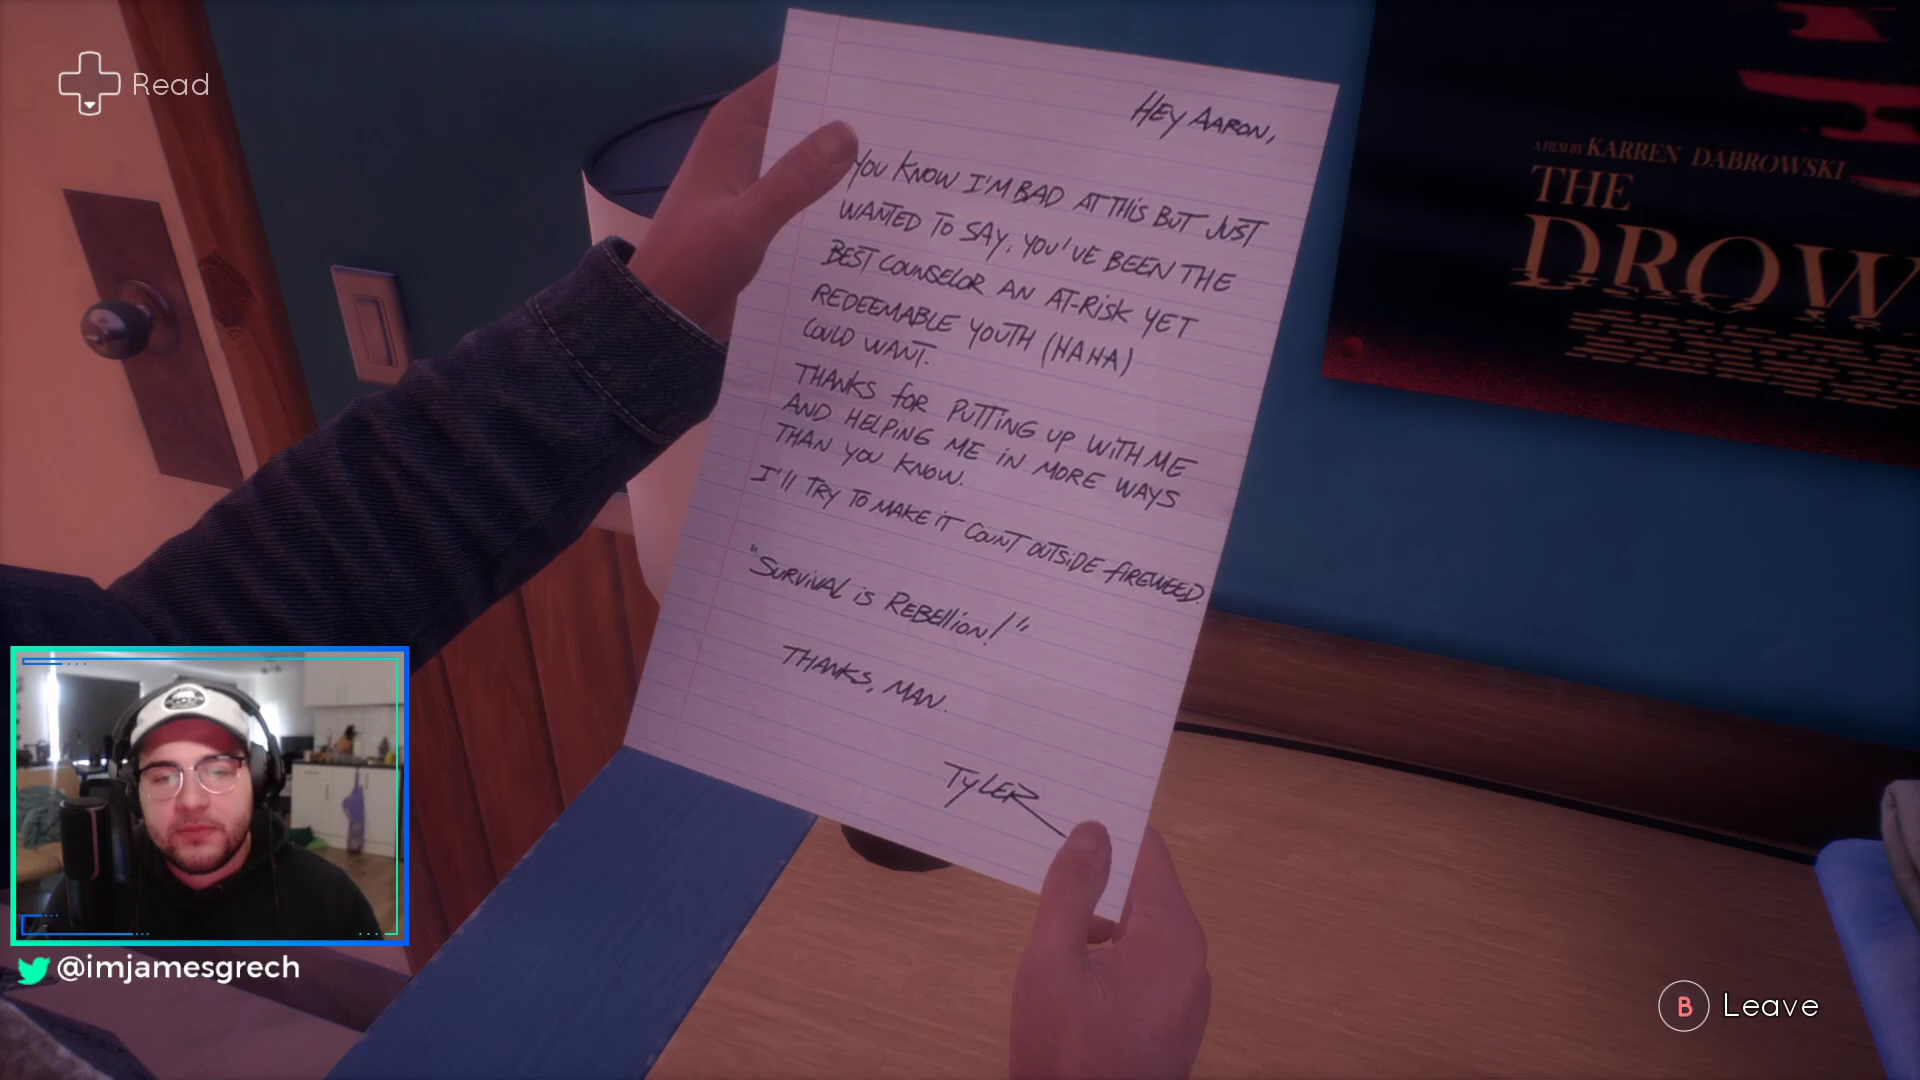 Read
HEY AARON,
YOU KNOW I'M BAD AT THIS BUT JUST
WANTED TO SAY, YOU'VE BEEN THE
BEST COUNSELOR AN AT-RISK YET
REDEEMABLE YOUTH (HAHA)
COULD WANT.
THANKS for PUTTING UP WITH ME
AND HELPING ME IN MORE WAYS
THAN YOU KNOW.
I'll TRY TO MAKE IT COUNT OUTSIDE FIREWEED.
"SURVIVAL is REBELLION!"
THANKS, MAN.
TYLER
A FILM BY KARREN DABROWSKI
THE
DROW
@imjamesgrech
B Leave